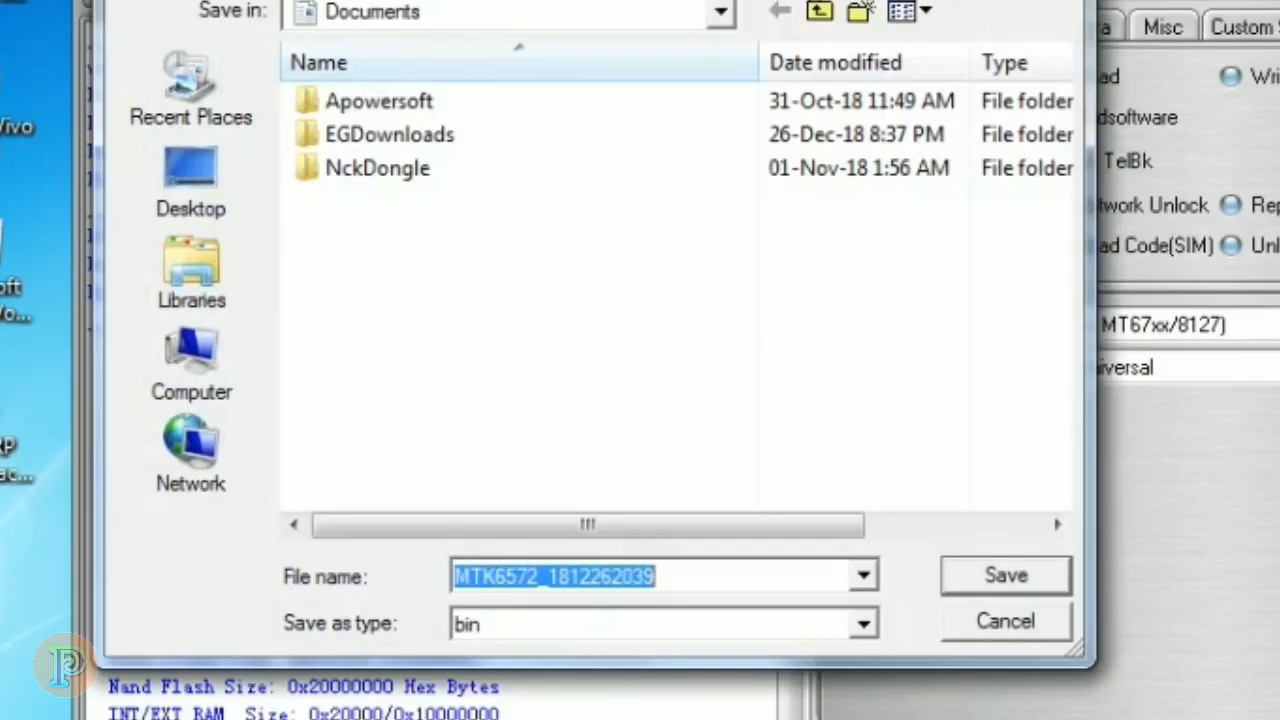 Save in: Documents
Misc
Custom
Name
Date modified
Type
Apowersoft
31-Oct-18 11:49 AM
File folder
EGDownloads
26-Dec-18 8:37 PM
File folder
NckDongle
01-Nov-18 1:56 AM
File folder
Recent Places
Desktop
Libraries
Computer
Network
File name: MTK6572_1812262039
Save
Save as type: bin
Cancel
dsoftware
TelBk
twork Unlock
ad Code(SIM)
MT67xx/8127)
iversal
Nand Flash Size: 0x20000000 Hex Bytes
INT/EXT RAM Size: 0x20000/0x10000000
P